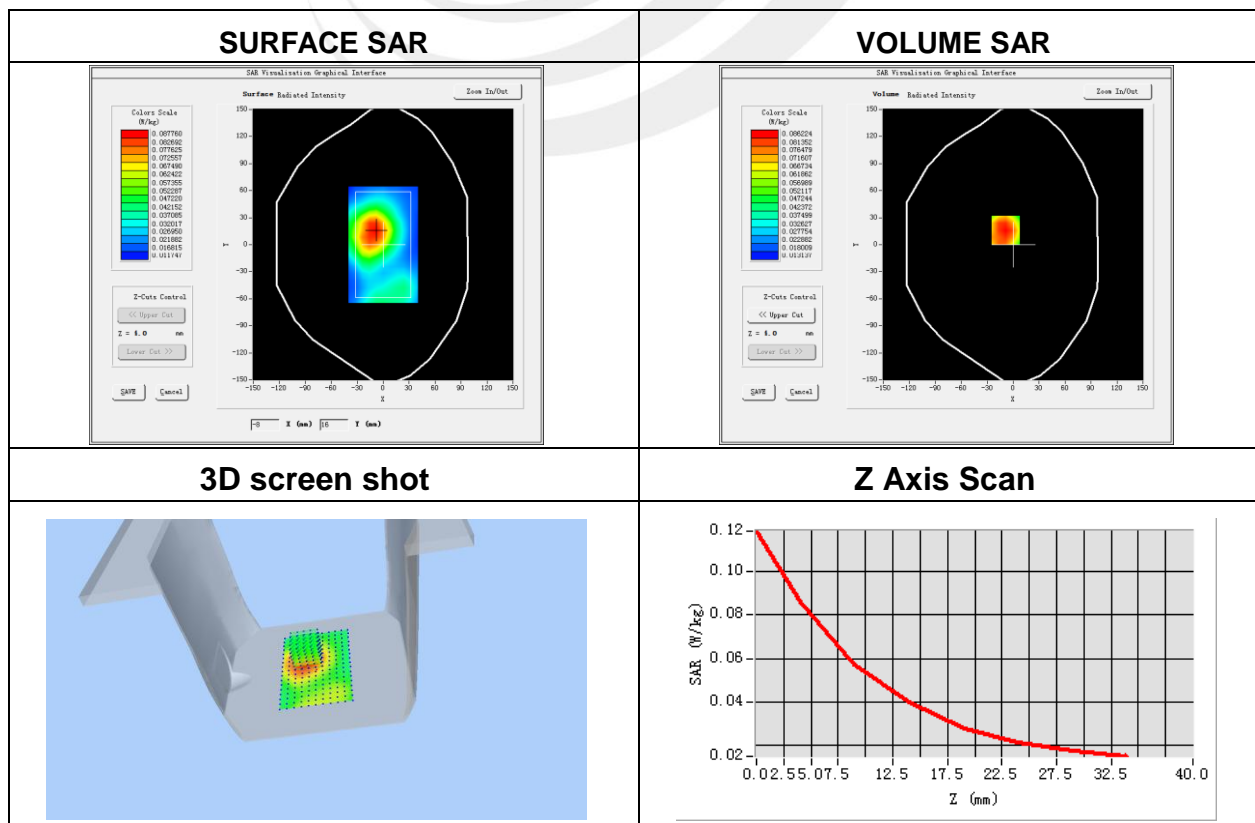 SURFACE SAR
SAR Visualisation Graphical Interface
Surface Radiated Intensity
Zoom In/Out
Colors Scale
(W/kg)
0.087760
0.082692
0.077625
0.072557
0.067490
0.062422
0.057355
0.052287
0.047220
0.042152
0.037085
0.032017
0.026950
0.021882
0.016815
0.011747
150
120
90
60
30
0
-30
-60
-90
-120
-150
Y
-150 -120 -90 -60 -30 0 30 60 90 120 150
X
Z-Cuts Control
<< Upper Cut
Lower Cut >>
SAVE Cancel
-8 X (mm) 16 Y (mm)
VOLUME SAR
SAR Visualisation Graphical Interface
Volume Radiated Intensity
Zoom In/Out
Colors Scale
(W/kg)
0.086224
0.081352
0.076479
0.071607
0.066734
0.061862
0.056989
0.052117
0.047244
0.042372
0.037499
0.032627
0.027754
0.022882
0.018009
0.013137
150
120
90
60
30
0
-30
-60
-90
-120
-150
Y
-150 -120 -90 -60 -30 0 30 60 90 120 150
X
Z-Cuts Control
<< Upper Cut
Lower Cut >>
SAVE Cancel
3D screen shot
Z Axis Scan
0.12
0.10
0.08
0.06
0.04
0.02
SAR (W/kg)
0.0 2.5 5.0 7.5 12.5 17.5 22.5 27.5 32.5 40.0
Z (mm)